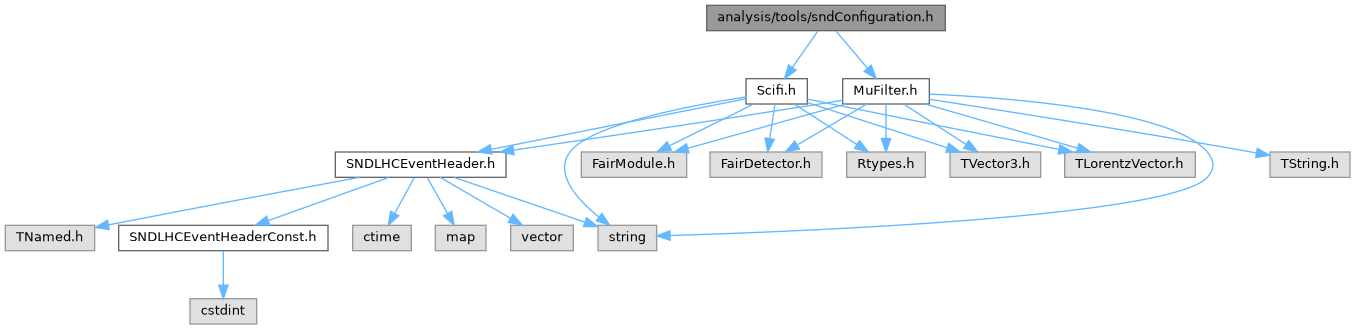 analysis/tools/sndConfiguration.h
Scifi.h
MuFilter.h
SNDLHCEventHeader.h
FairModule.h
FairDetector.h
Rtypes.h
TVector3.h
TLorentzVector.h
TString.h
TNamed.h
SNDLHCEventHeaderConst.h
ctime
map
vector
string
cstdint